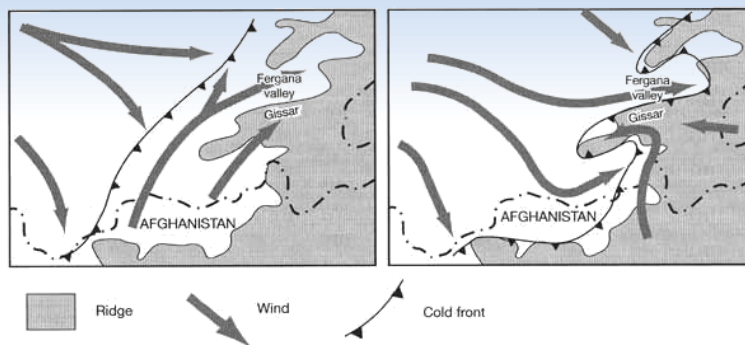 Fergana
valley
Gissar
AFGHANISTAN
Fergana
valley
Gissar
AFGHANISTAN
Ridge
Wind
Cold front